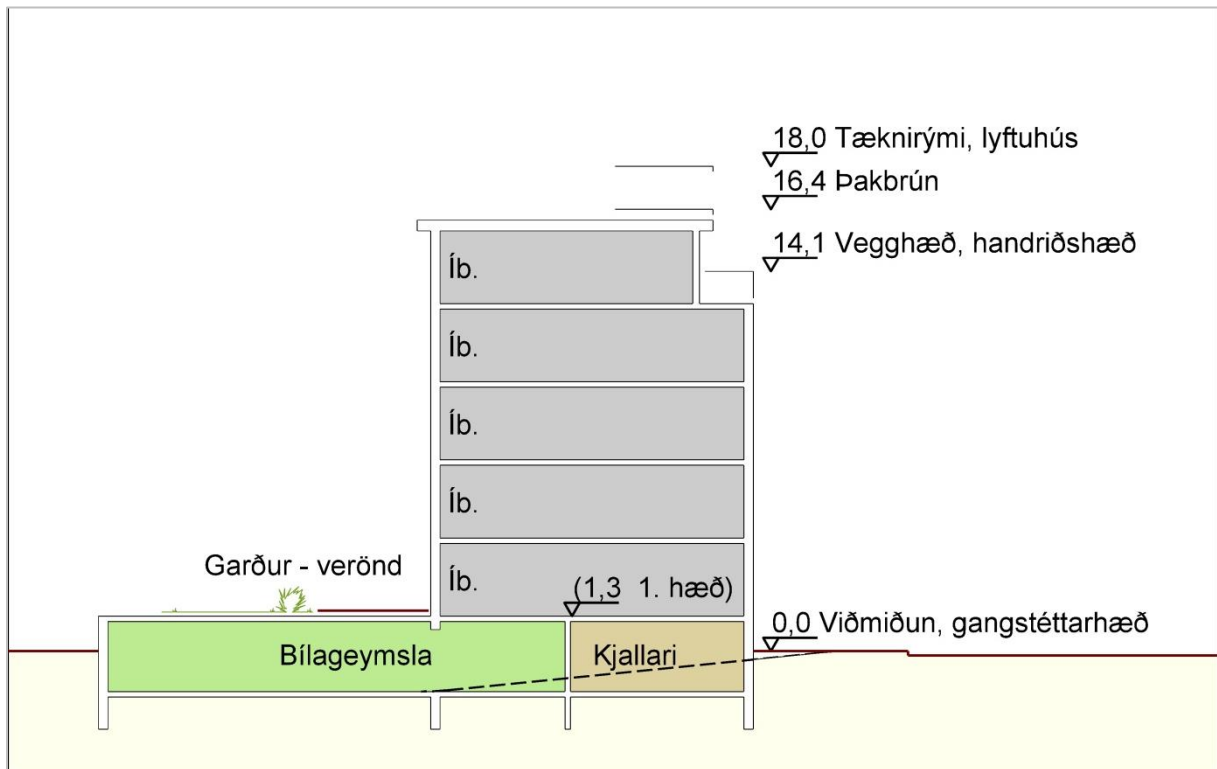 18,0 Tæknirými, lyftuhús
16,4 Þakbrún
14,1 Vegghæð, handriðshæð
Íb.
Íb.
Íb.
Íb.
Garður - verönd
Íb.
(1,3 1. hæð)
0,0 Viðmiðun, gangstéttarhæð
Bílageymsla
Kjallari